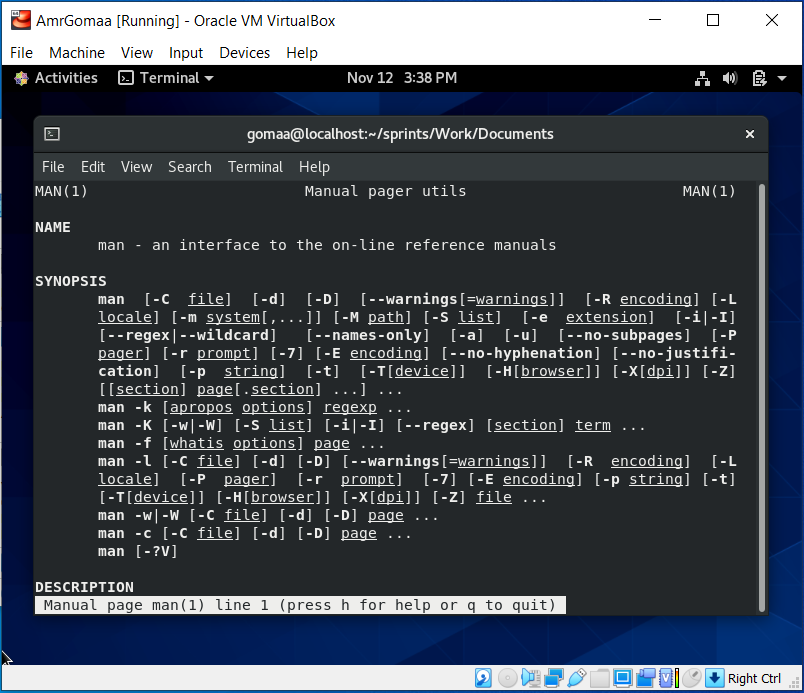 AmrGomaa [Running] - Oracle VM VirtualBox
File Machine View Input Devices Help
Activities Terminal Nov 12 3:38 PM
gomaa@localhost:~/sprints/Work/Documents
File Edit View Search Terminal Help
MAN(1) Manual pager utils MAN(1)
NAME
man - an interface to the on-line reference manuals
SYNOPSIS
man [-C file] [-d] [-D] [--warnings[=warnings]] [-R encoding] [-L
locale] [-m system[,...]] [-M path] [-S list] [-e extension] [-i|-I]
[--regex|--wildcard] [--names-only] [-a] [-u] [--no-subpages] [-P
pager] [-r prompt] [-7] [-E encoding] [--no-hyphenation] [--no-justifi-
cation] [-p string] [-t] [-T[device]] [-H[browser]] [-X[dpi]] [-Z]
[[section] page[.section] ...] ...
man -k [apropos options] regexp ...
man -K [-w|-W] [-S list] [-i|-I] [--regex] [section] term ...
man -f [whatis options] page ...
man -l [-C file] [-d] [-D] [--warnings[=warnings]] [-R encoding] [-L
locale] [-P pager] [-r prompt] [-7] [-E encoding] [-p string] [-t]
[-T[device]] [-H[browser]] [-X[dpi]] [-Z] file ...
man -w|-W [-C file] [-d] [-D] page ...
man -c [-C file] [-d] [-D] page ...
man [-?V]
DESCRIPTION
Manual page man(1) line 1 (press h for help or q to quit)
Right Ctrl